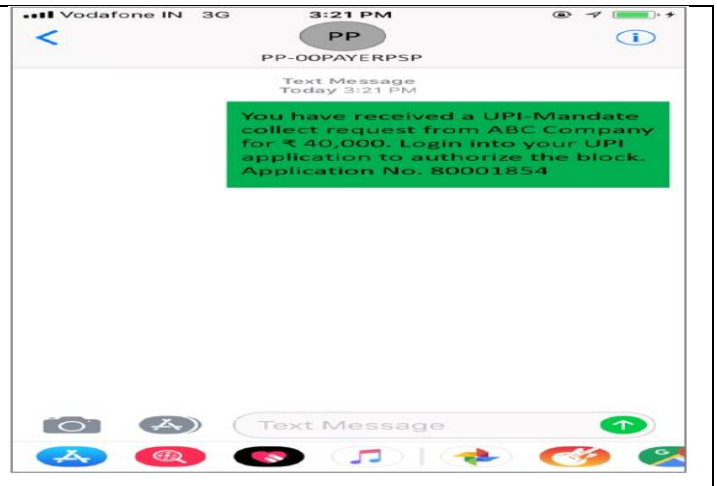 Vodafone IN 3G 3:21 PM
PP
PP-00PAYERPSP
Text Message
Today 3:21 PM
You have received a UPI-Mandate
collect request from ABC Company
for ₹ 40,000. Login into your UPI
application to authorize the block.
Application No. 80001854
Text Message
G